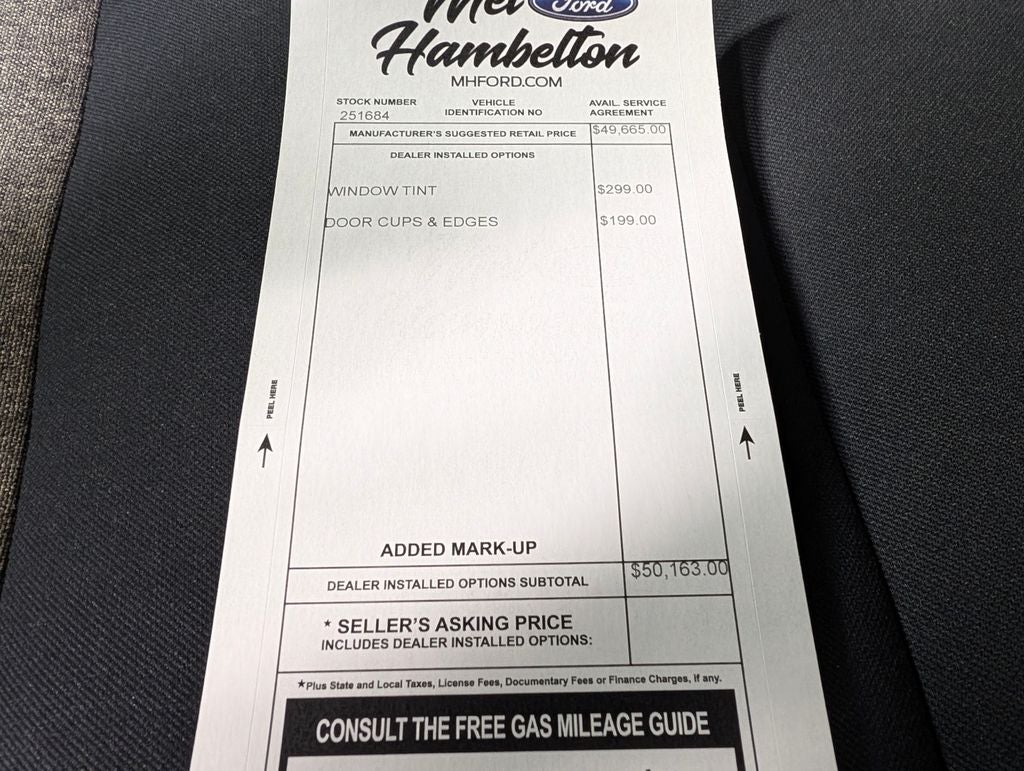 Mel Ford
Hambelton
MHFORD.COM
STOCK NUMBER VEHICLE IDENTIFICATION NO AVAIL. SERVICE AGREEMENT
251684
MANUFACTURER'S SUGGESTED RETAIL PRICE $49,665.00
DEALER INSTALLED OPTIONS
WINDOW TINT $299.00
DOOR CUPS & EDGES $199.00
PEEL HERE
PEEL HERE
ADDED MARK-UP
DEALER INSTALLED OPTIONS SUBTOTAL $50,163.00
* SELLER'S ASKING PRICE
INCLUDES DEALER INSTALLED OPTIONS:
★Plus State and Local Taxes, License Fees, Documentary Fees or Finance Charges, if any.
CONSULT THE FREE GAS MILEAGE GUIDE